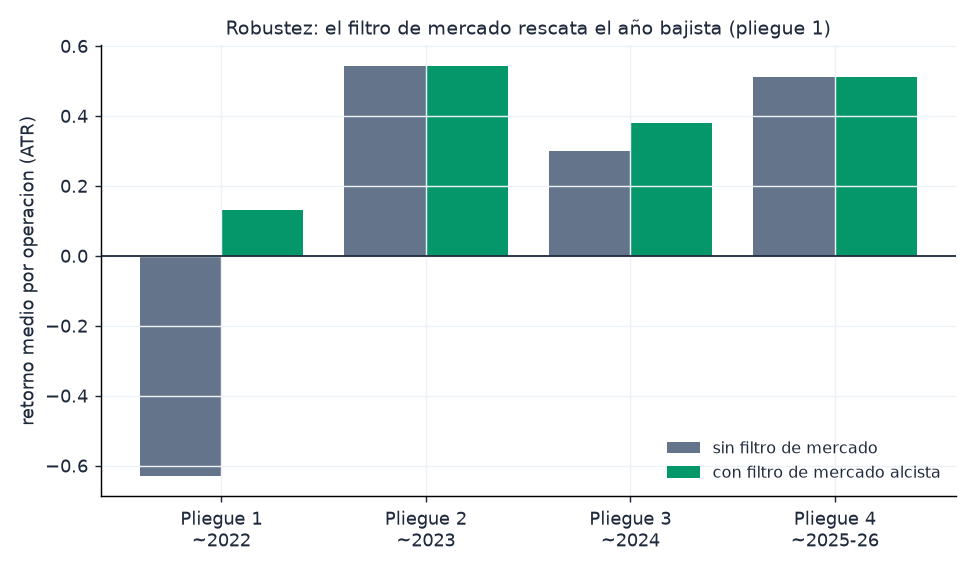 Robustez: el filtro de mercado rescata el año bajista (pliegue 1)
retorno medio por operacion (ATR)
0.6
0.4
0.2
0.0
−0.2
−0.4
−0.6
sin filtro de mercado
con filtro de mercado alcista
Pliegue 1
~2022
Pliegue 2
~2023
Pliegue 3
~2024
Pliegue 4
~2025-26